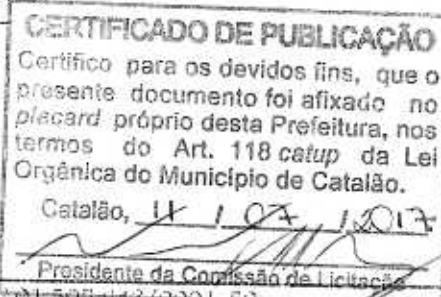 CERTIFICADO DE PUBLICAÇÃO
Certifico para os devidos fins, que o
presente documento foi afixado no
placard próprio desta Prefeitura, nos
termos do Art. 118 catup da Lei
Orgânica do Município de Catalão.
Catalão, 11 / 07 / 2017
Presidente da Comissão de Licitação